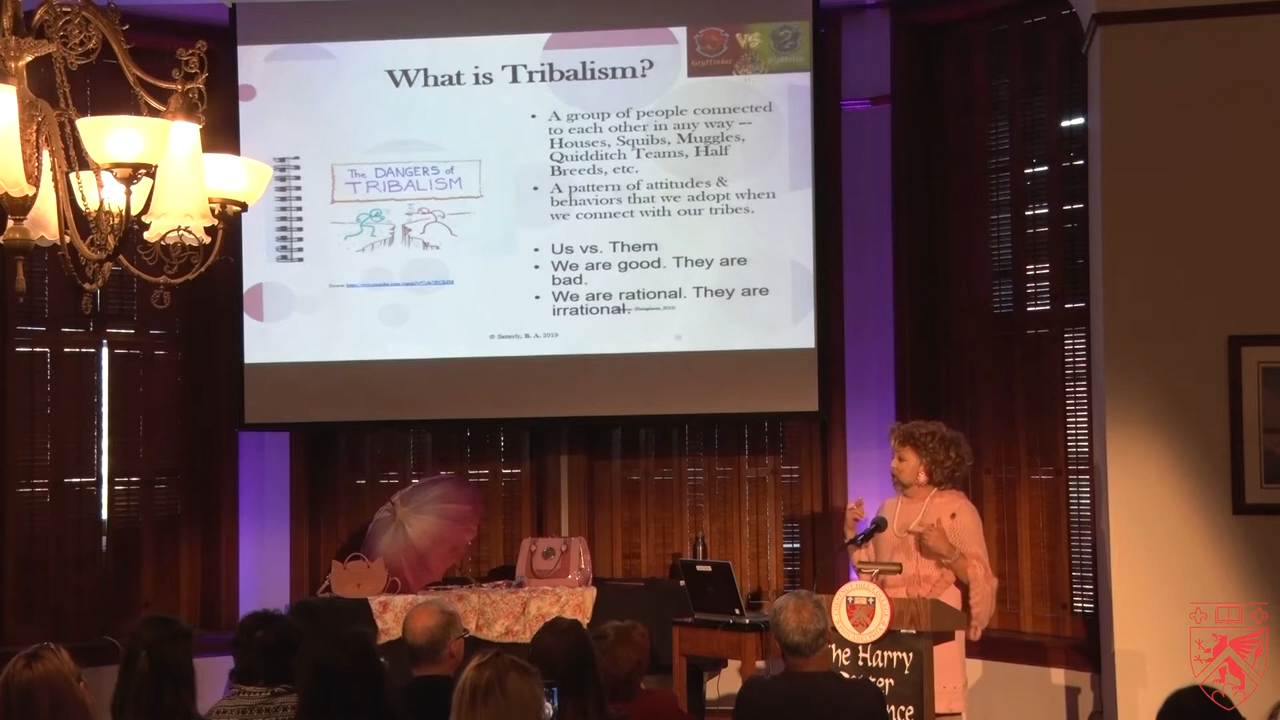 Gryffindor VS
What is Tribalism?
The DANGERS of
TRIBALISM
• A group of people connected
to each other in any way --
Houses, Squibs, Muggles,
Quidditch Teams, Half
Breeds, etc.
• A pattern of attitudes &
behaviors that we adopt when
we connect with our tribes.
• Us vs. Them
• We are good. They are
bad.
• We are rational. They are
irrational.
© Samerly, B. A. 2019
The Harry